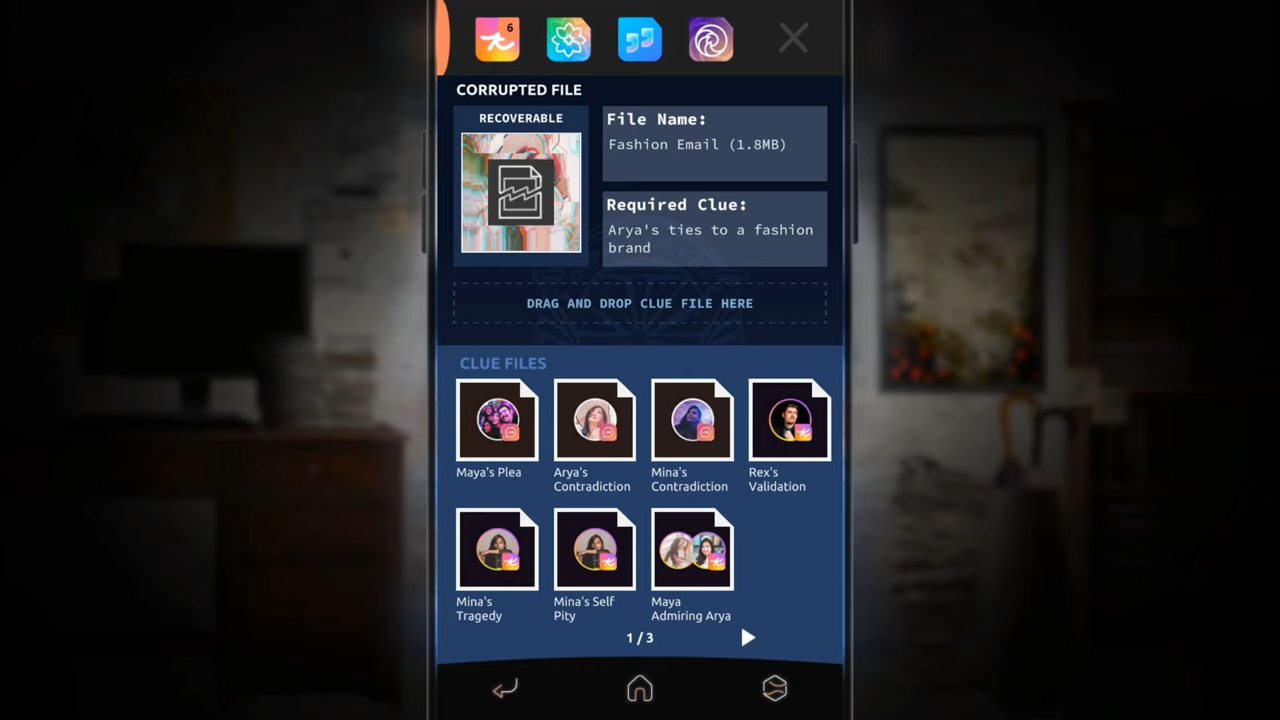 6
CORRUPTED FILE
RECOVERABLE
File Name:
Fashion Email (1.8MB)
Required Clue:
Arya's ties to a fashion
brand
DRAG AND DROP CLUE FILE HERE
CLUE FILES
Maya's Plea
Arya's
Contradiction
Mina's
Contradiction
Rex's
Validation
Mina's
Tragedy
Mina's Self
Pity
Maya
Admiring Arya
1 / 3